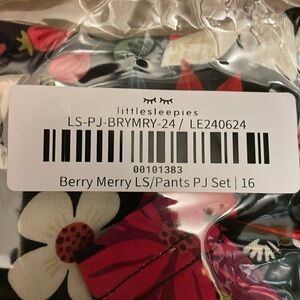 littlesleepies
LS-PJ-BRYMRY-24 / LE240624
00101383
Berry Merry LS/Pants PJ Set | 16